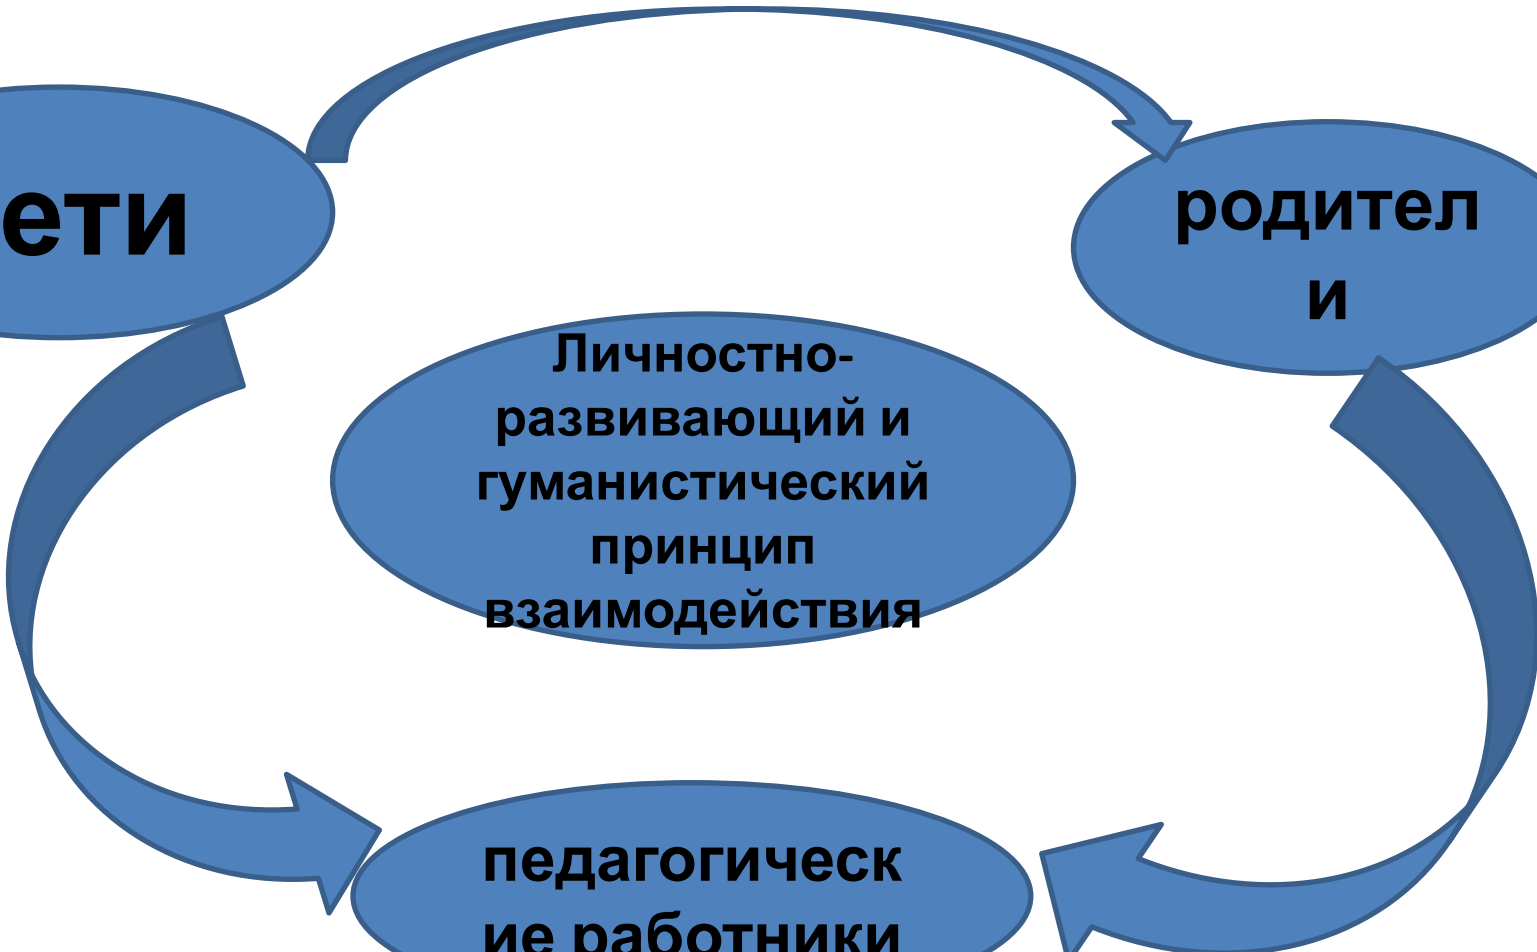 ети
родител
и
Личностно-
развивающий и
гуманистический
принцип
взаимодействия
педагогическ
ие работники